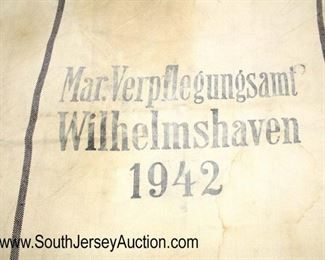 Mar. Verpflegungsamt
Wilhelmshaven
1942
www.SouthJerseyAuction.com